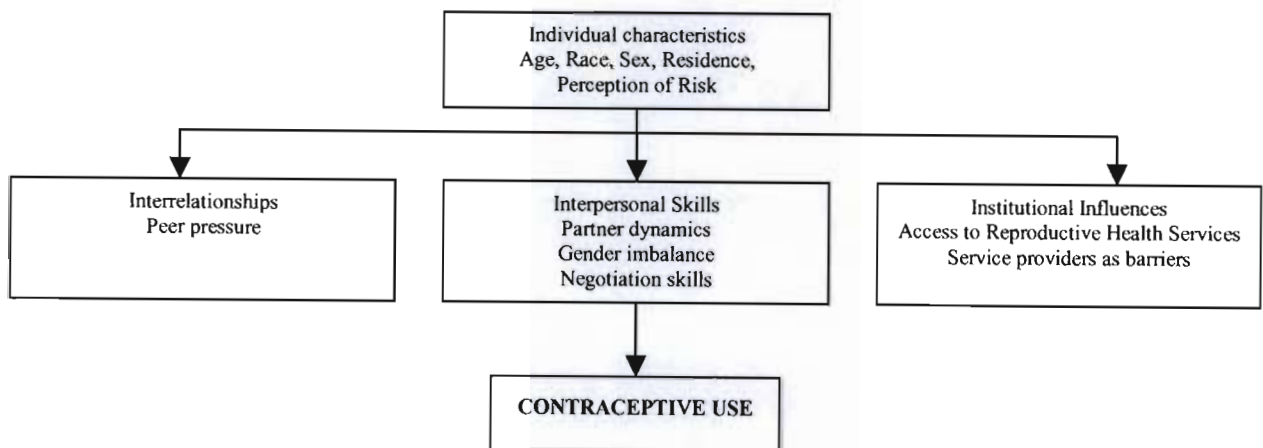 Individual characteristics
Age, Race, Sex, Residence,
Perception of Risk
Interrelationships
Peer pressure
Interpersonal Skills
Partner dynamics
Gender imbalance
Negotiation skills
Institutional Influences
Access to Reproductive Health Services
Service providers as barriers
CONTRACEPTIVE USE